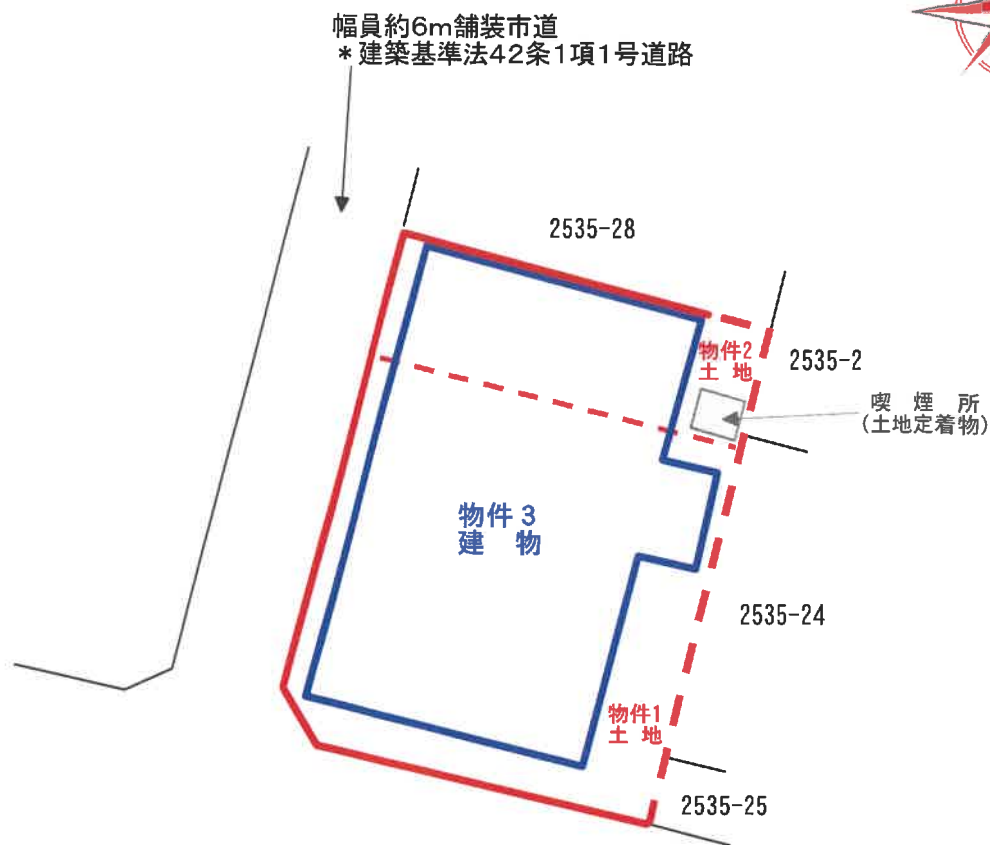 幅員約6m舗装市道
*建築基準法42条1項1号道路
2535-28
物件2
土 地
2535-2
喫 煙 所
(土地定着物)
物件3
建 物
2535-24
物件1
土 地
2535-25